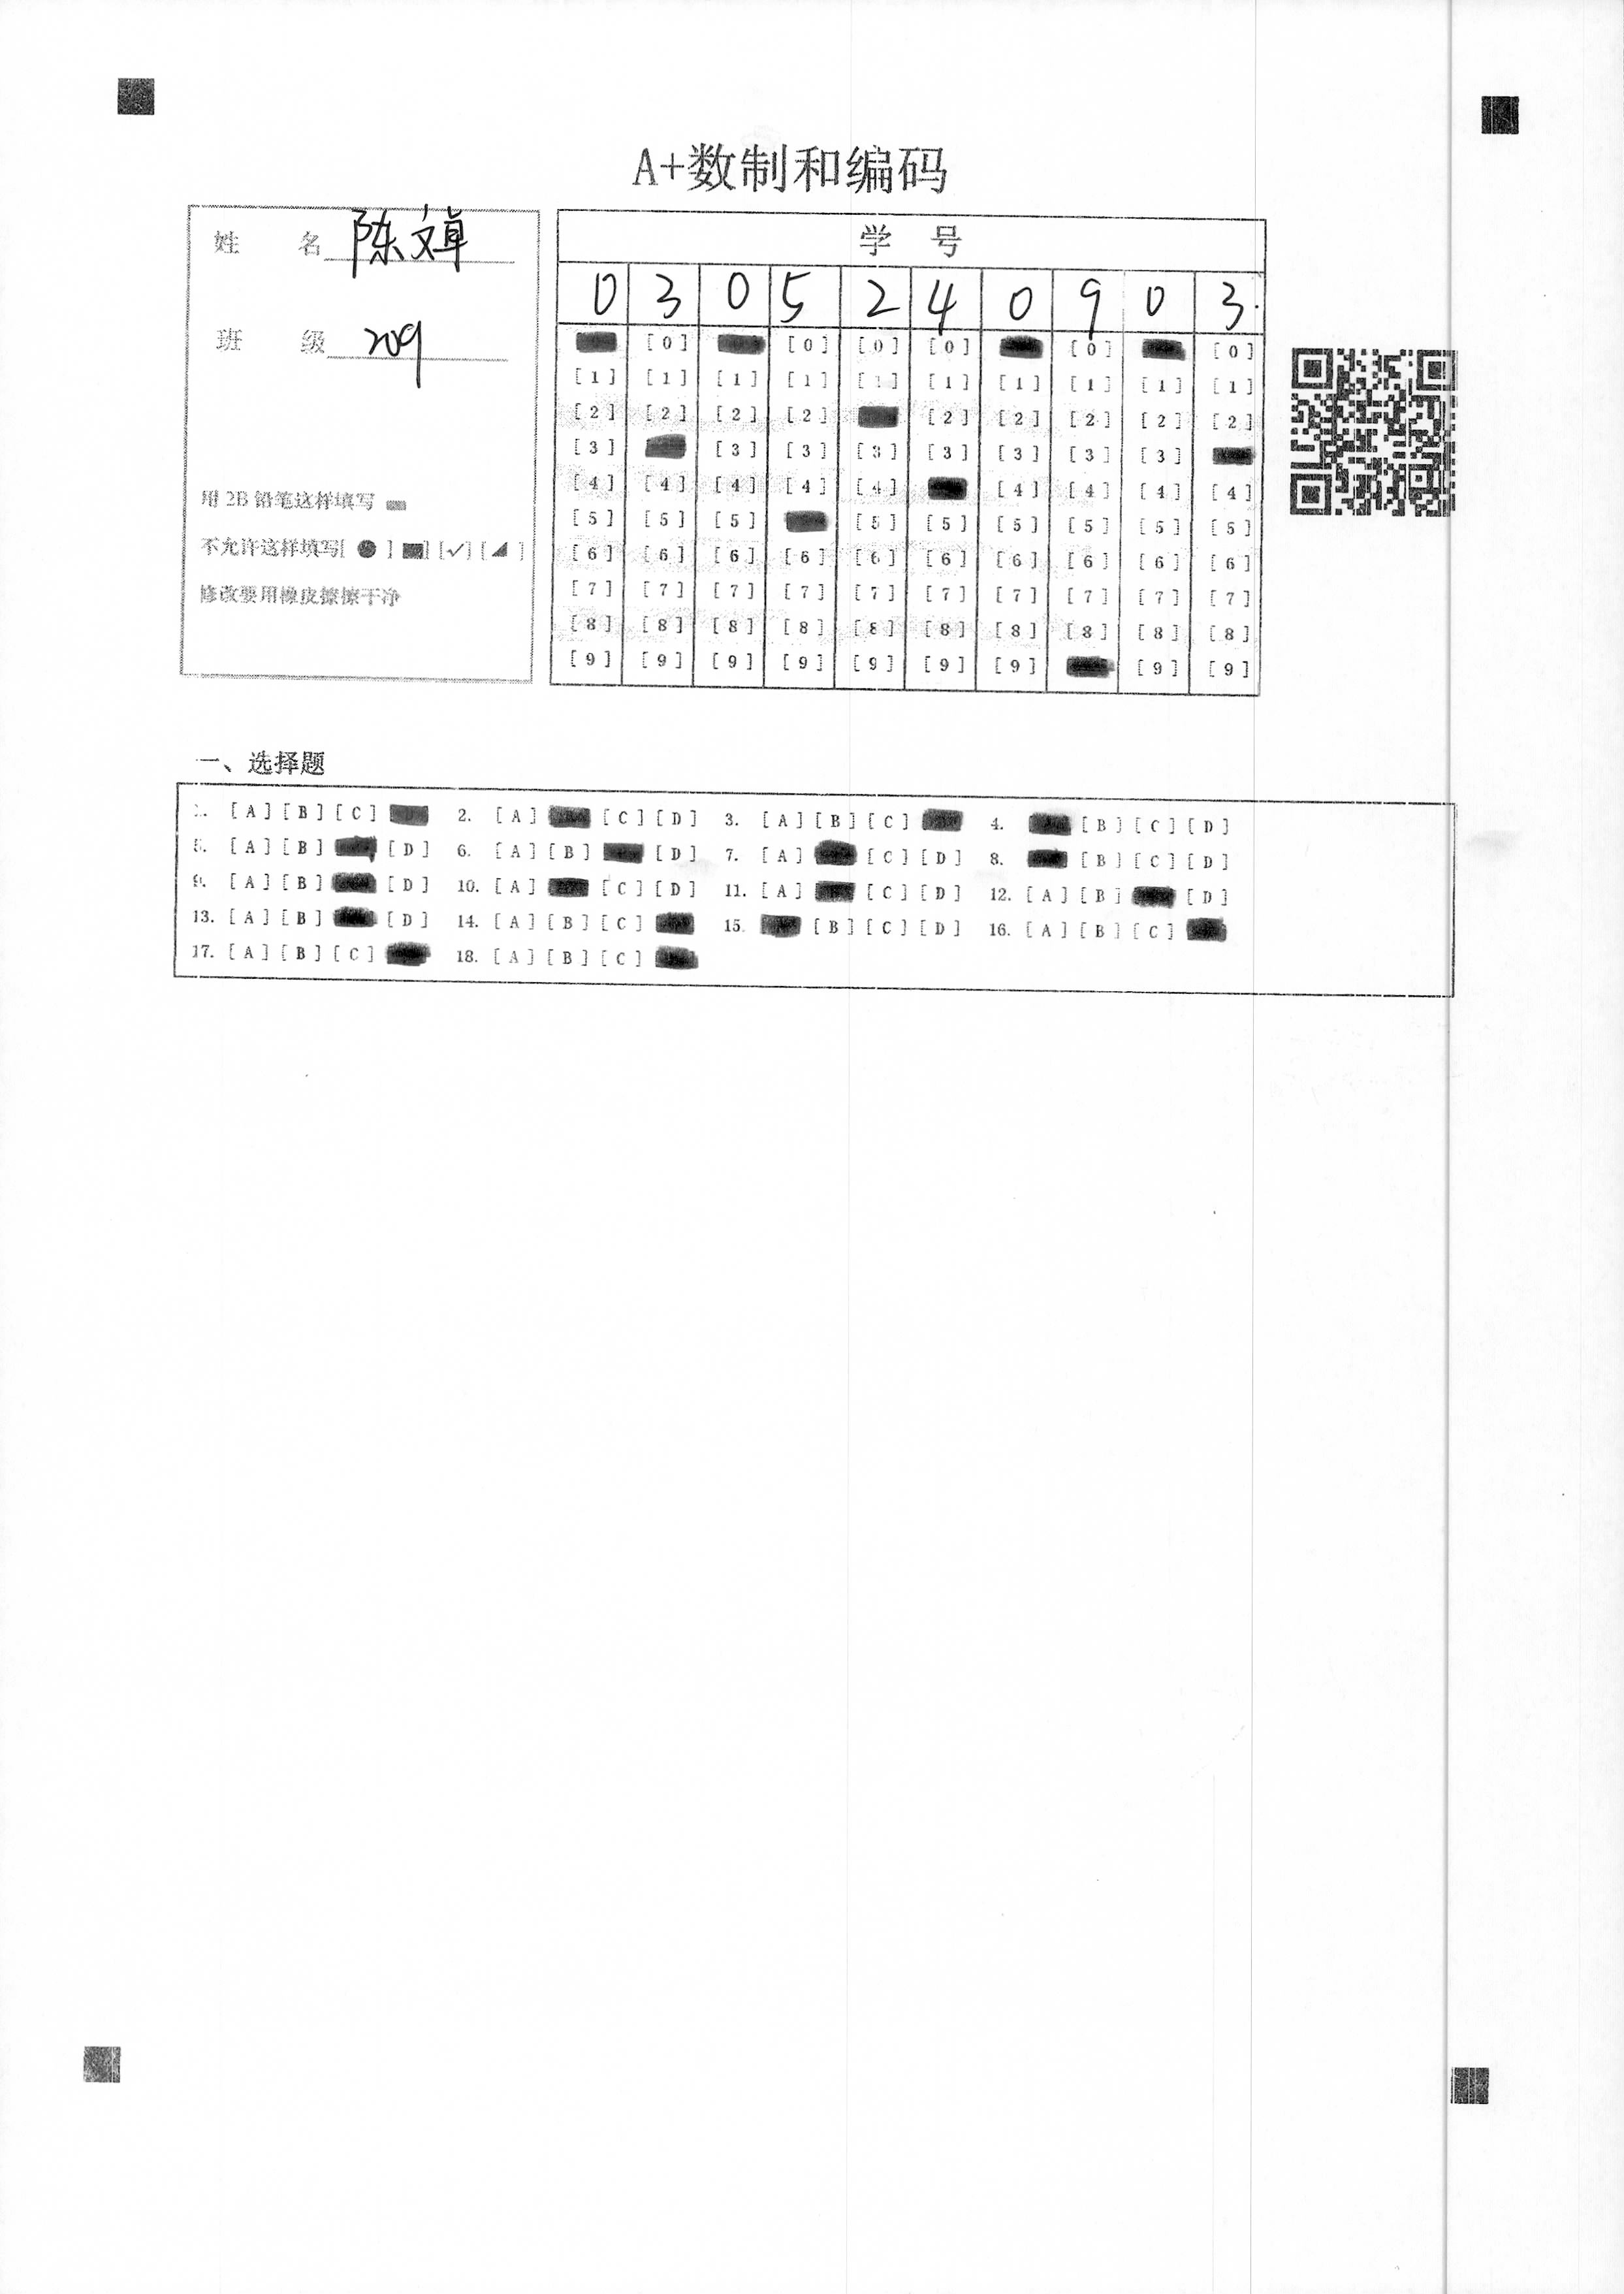 A+数制和编码
姓 名 陈文卓
班 级 209
用 2B 铅笔这样填写
不允许这样填写[ ● ] [■] [✓] [◢ ]
修改要用橡皮擦擦干净
学 号
0 3 0 5 2 4 0 9 0 3
[0] [0] [0] [0] [0] [0]
[1] [1] [1] [1] [1] [1] [1] [1] [1] [1]
[2] [2] [2] [2] [2] [2] [2] [2] [2]
[3] [3] [3] [3] [3] [3] [3] [3]
[4] [4] [4] [4] [4] [4] [4] [4] [4]
[5] [5] [5] [5] [5] [5] [5] [5] [5]
[6] [6] [6] [6] [6] [6] [6] [6] [6] [6]
[7] [7] [7] [7] [7] [7] [7] [7] [7] [7]
[8] [8] [8] [8] [8] [8] [8] [8] [8] [8]
[9] [9] [9] [9] [9] [9] [9] [9] [9]
一、选择题
1. [A] [B] [C] 2. [A] [C] [D] 3. [A] [B] [C] 4. [B] [C] [D]
5. [A] [B] [D] 6. [A] [B] [D] 7. [A] [C] [D] 8. [B] [C] [D]
9. [A] [B] [D] 10. [A] [C] [D] 11. [A] [C] [D] 12. [A] [B] [D]
13. [A] [B] [D] 14. [A] [B] [C] 15. [B] [C] [D] 16. [A] [B] [C]
17. [A] [B] [C] 18. [A] [B] [C]